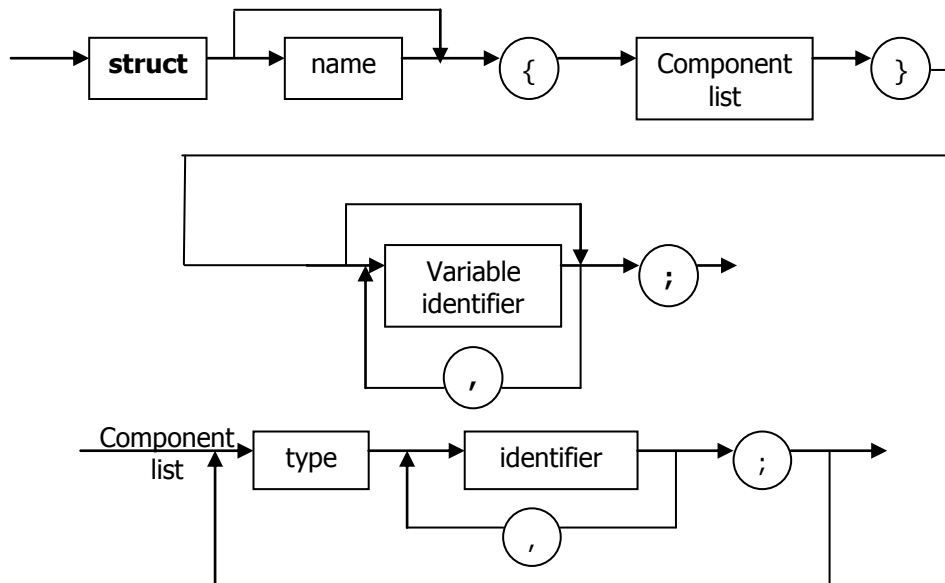 struct name { Component }
list
Variable ;
identifier
,
Component type identifier ;
list
,